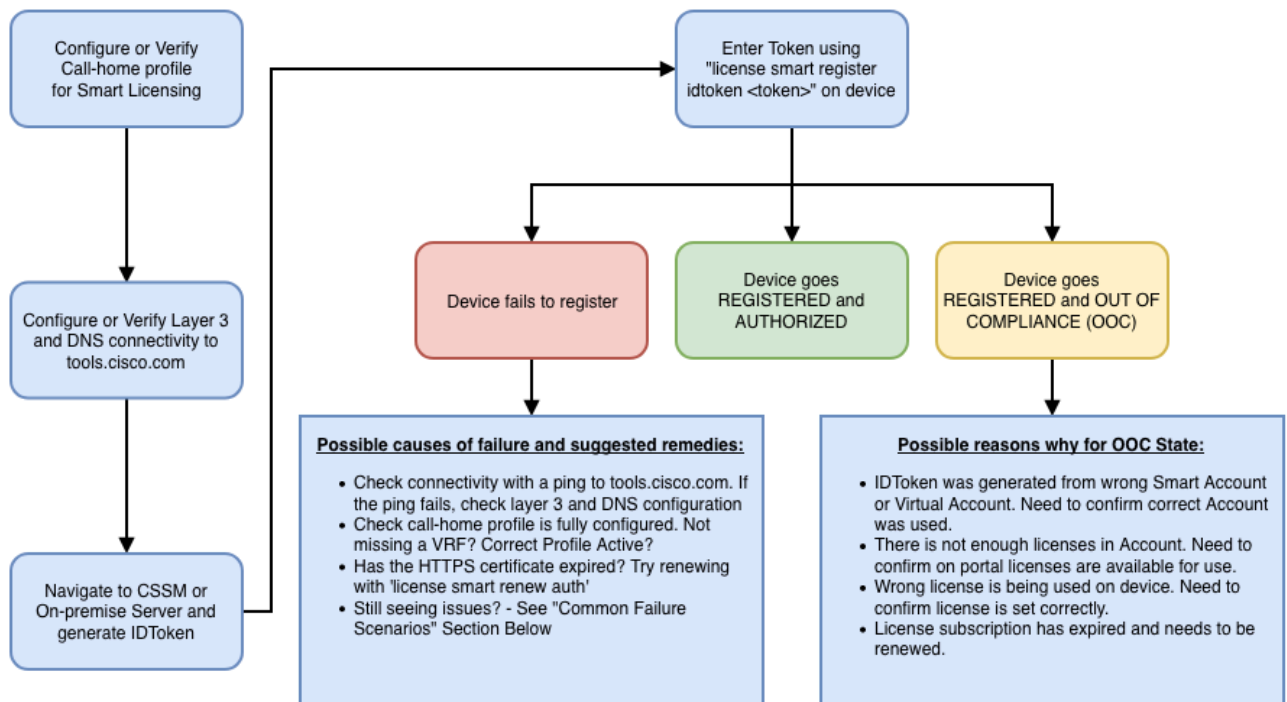 Configure or Verify
Call-home profile
for Smart Licensing
Configure or Verify Layer 3
and DNS connectivity to
tools.cisco.com
Navigate to CSSM or
On-premise Server and
generate IDToken
Enter Token using
"license smart register
idtoken <token>" on device
Device fails to register
Device goes
REGISTERED and
AUTHORIZED
Device goes
REGISTERED and OUT OF
COMPLIANCE (OOC)
Possible causes of failure and suggested remedies:
• Check connectivity with a ping to tools.cisco.com. If
the ping fails, check layer 3 and DNS configuration
• Check call-home profile is fully configured. Not
missing a VRF? Correct Profile Active?
• Has the HTTPS certificate expired? Try renewing
with 'license smart renew auth'
• Still seeing issues? - See "Common Failure
Scenarios" Section Below
Possible reasons why for OOC State:
• IDToken was generated from wrong Smart Account
or Virtual Account. Need to confirm correct Account
was used.
• There is not enough licenses in Account. Need to
confirm on portal licenses are available for use.
• Wrong license is being used on device. Need to
confirm license is set correctly.
• License subscription has expired and needs to be
renewed.